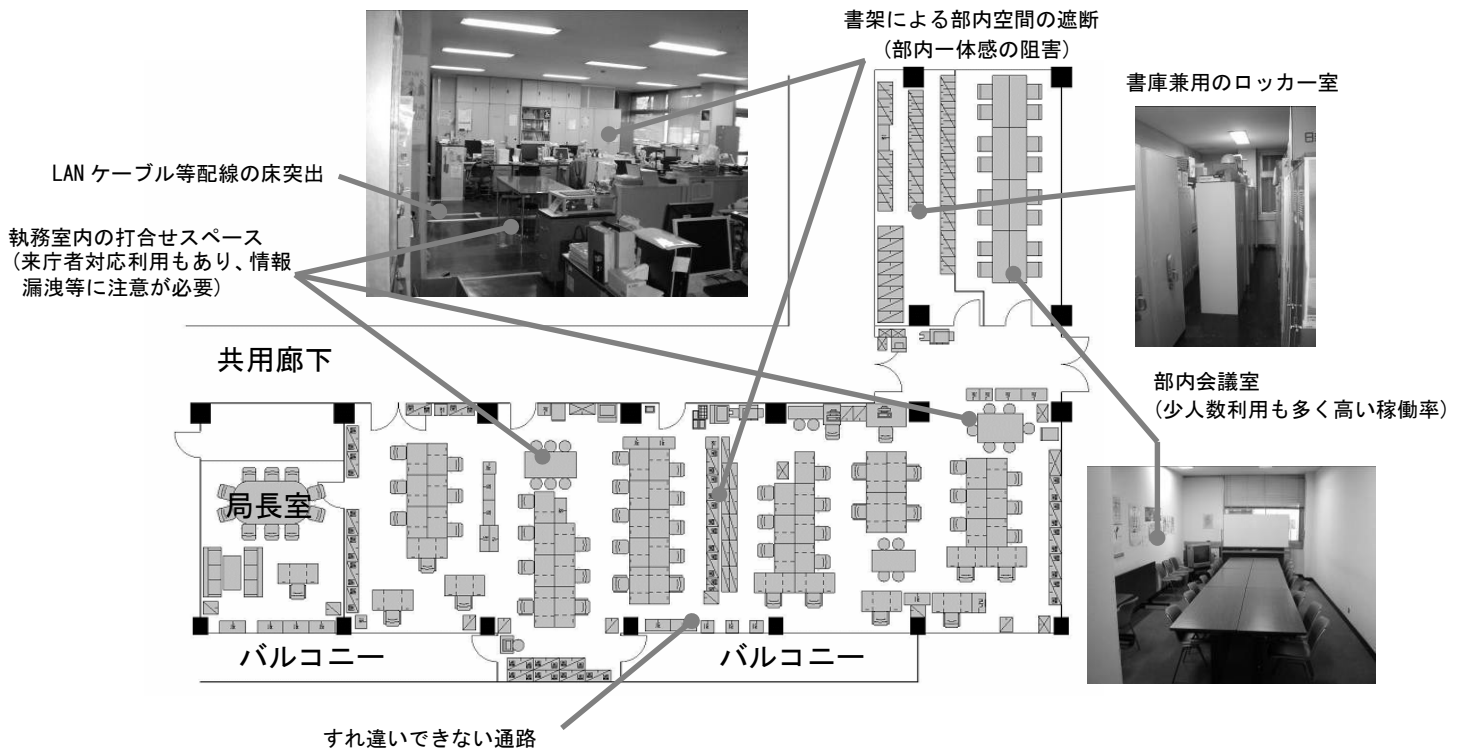 書架による部内空間の遮断
(部内一体感の阻害)
書庫兼用のロッカー室
LAN ケーブル等配線の床突出
執務室内の打合せスペース
(来庁者対応利用もあり、情報
漏洩等に注意が必要)
共用廊下
部内会議室
(少人数利用も多く高い稼働率)
局長室
バルコニー
バルコニー
すれ違いできない通路